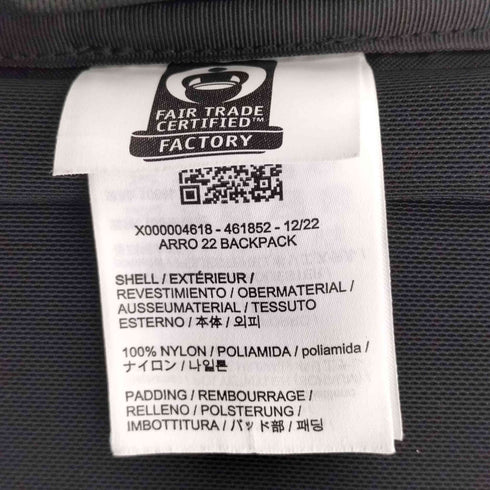 FAIR TRADE
CERTIFIED™
FACTORY
X000004618 - 461852 - 12/22
ARRO 22 BACKPACK
SHELL / EXTÉRIEUR /
REVESTIMIENTO / OBERMATERIAL /
AUSSEUMATERIAL / TESSUTO
ESTERNO / 本体 / 외피
100% NYLON / POLIAMIDA / poliamida /
ナイロン / 나일론
PADDING / REMBOURRAGE /
RELLENO / POLSTERUNG /
IMBOTTITURA / パッド部 / 패딩